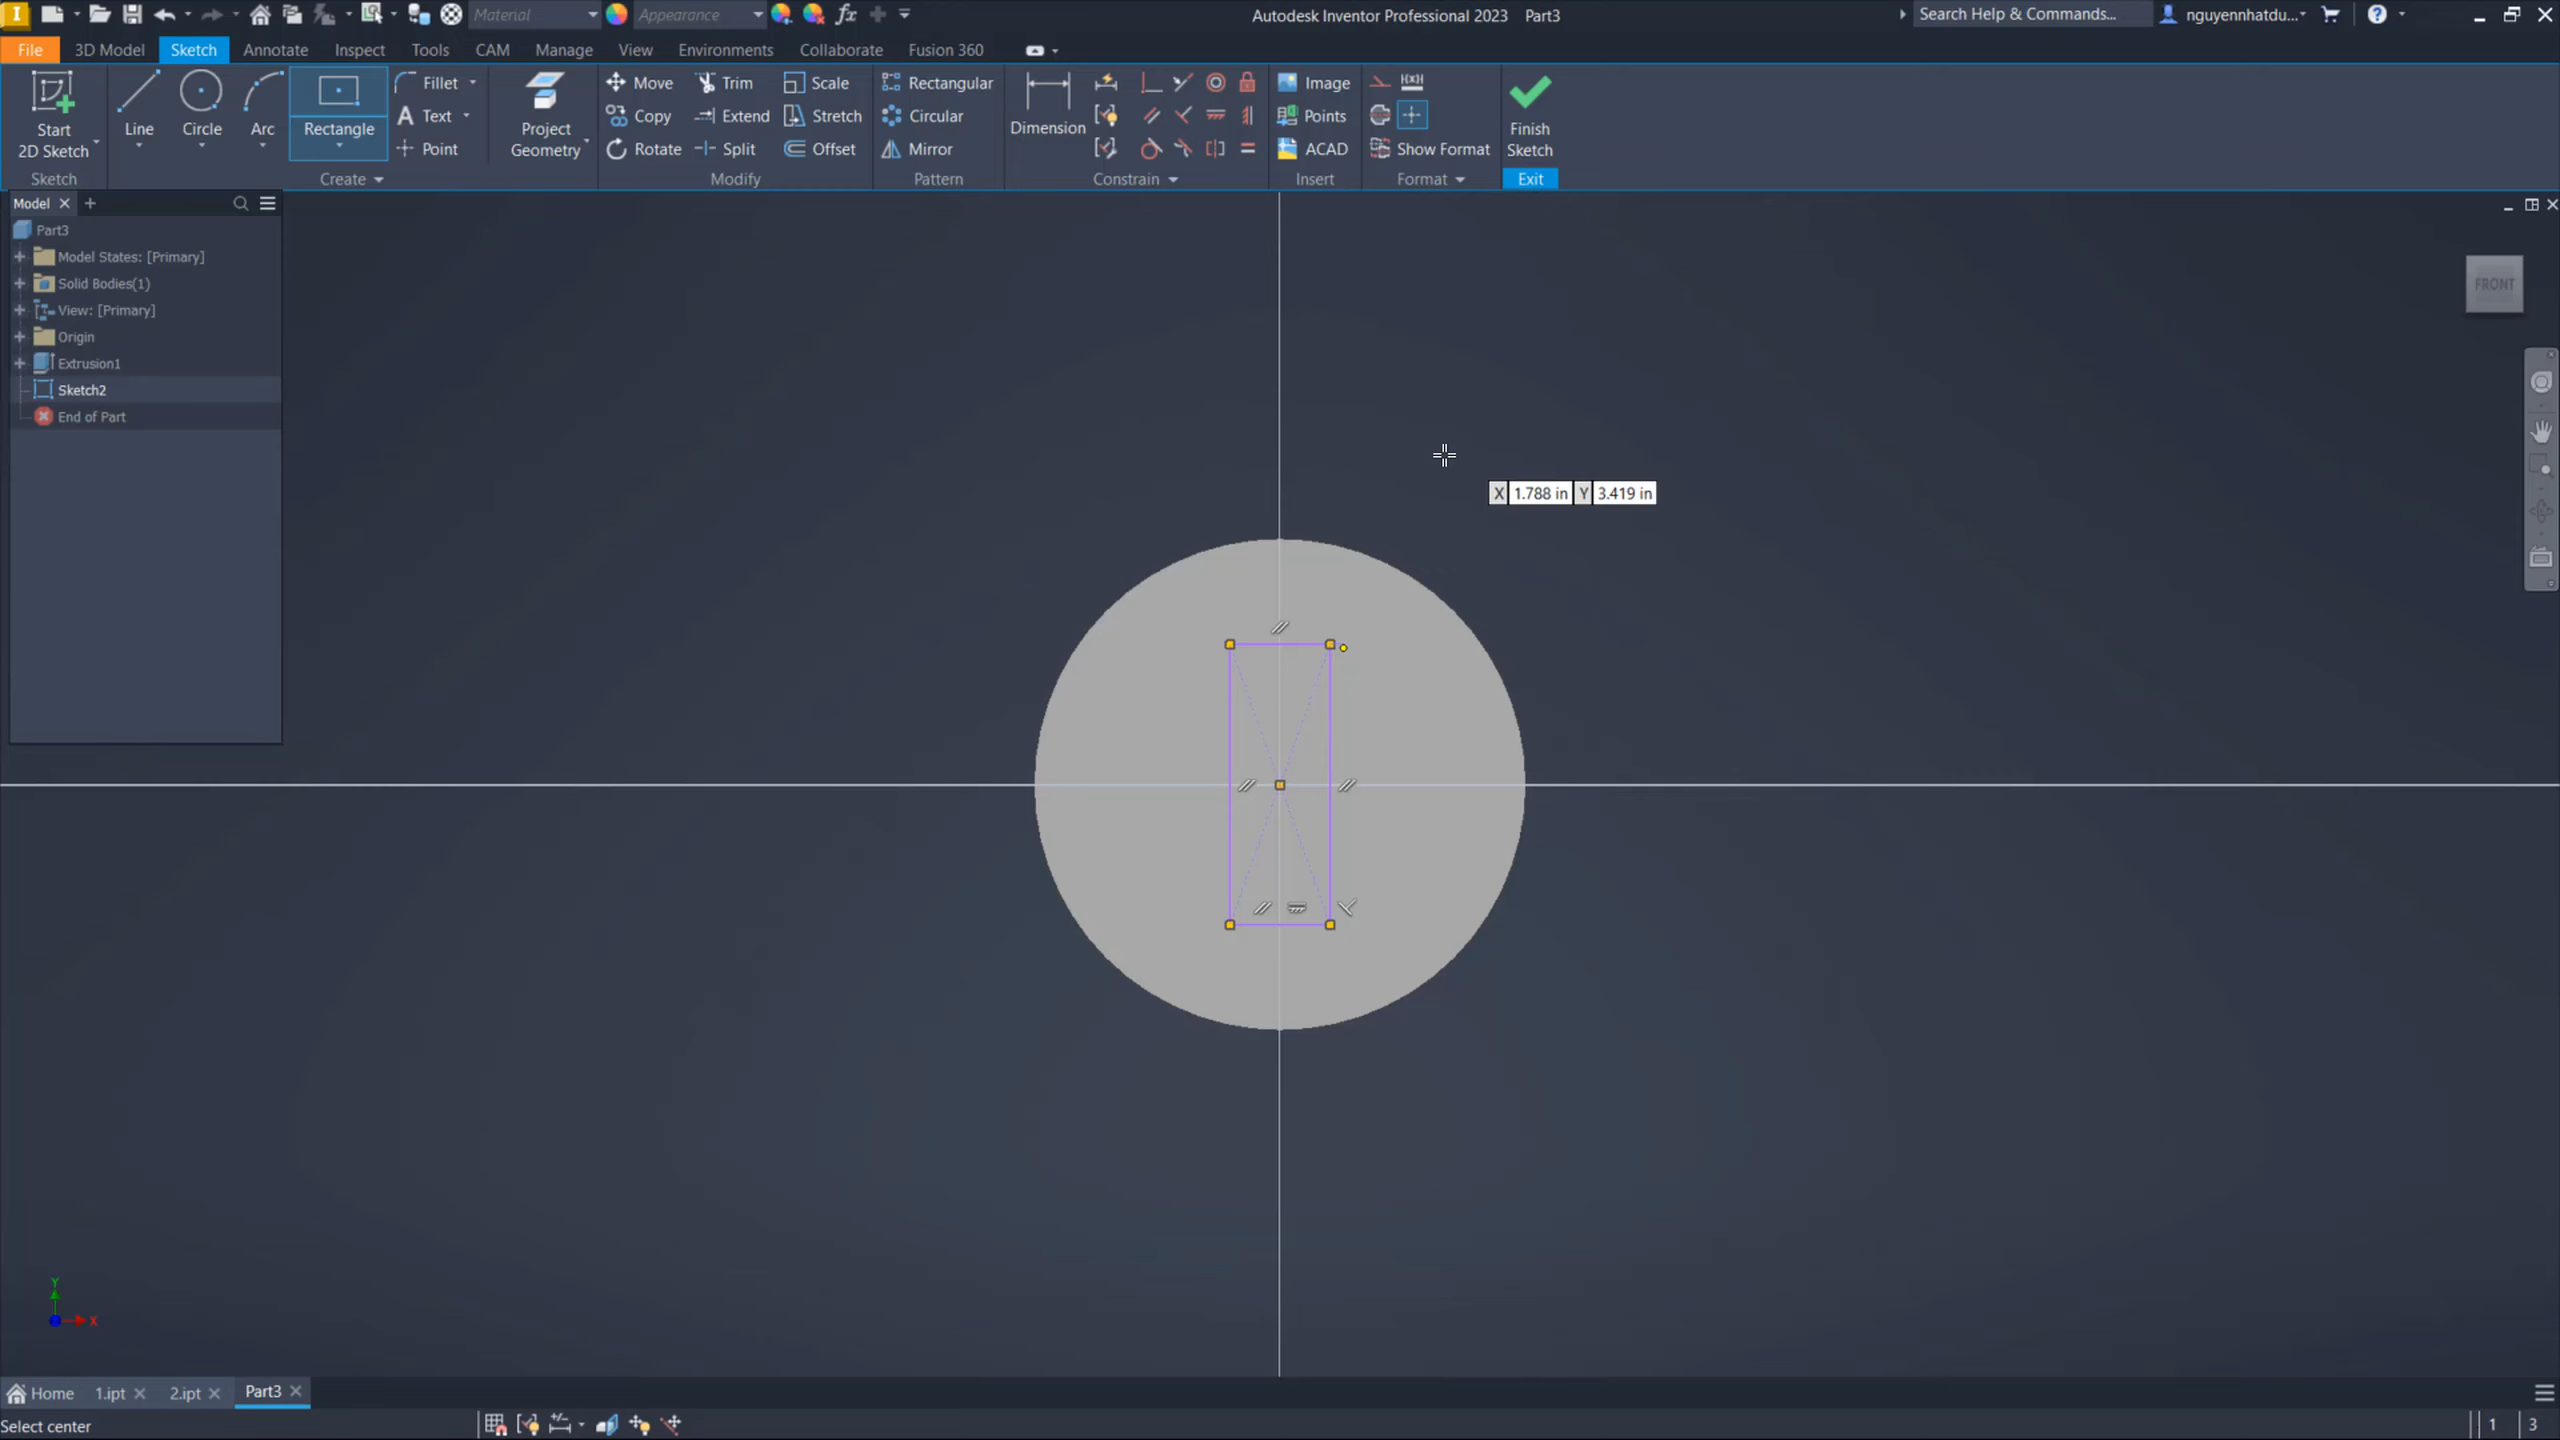 I Material Appearance fx Autodesk Inventor Professional 2023 Part3 Search Help & Commands... nguyennhatdu... ?
File 3D Model Sketch Annotate Inspect Tools CAM Manage View Environments Collaborate Fusion 360
Start 2D Sketch
Line
Circle
Arc
Rectangle
Fillet
Text
Point
Project Geometry
Move
Copy
Rotate
Trim
Extend
Split
Scale
Stretch
Offset
Rectangular
Circular
Mirror
Dimension
Image
Points
ACAD
Show Format
Finish Sketch
Sketch Create Modify Pattern Constrain Insert Format Exit
Model
Part3
Model States: [Primary]
Solid Bodies(1)
View: [Primary]
Origin
Extrusion1
Sketch2
End of Part
FRONT
X 1.788 in Y 3.419 in
Y
X
Home 1.ipt 2.ipt Part3
Select center
1 3